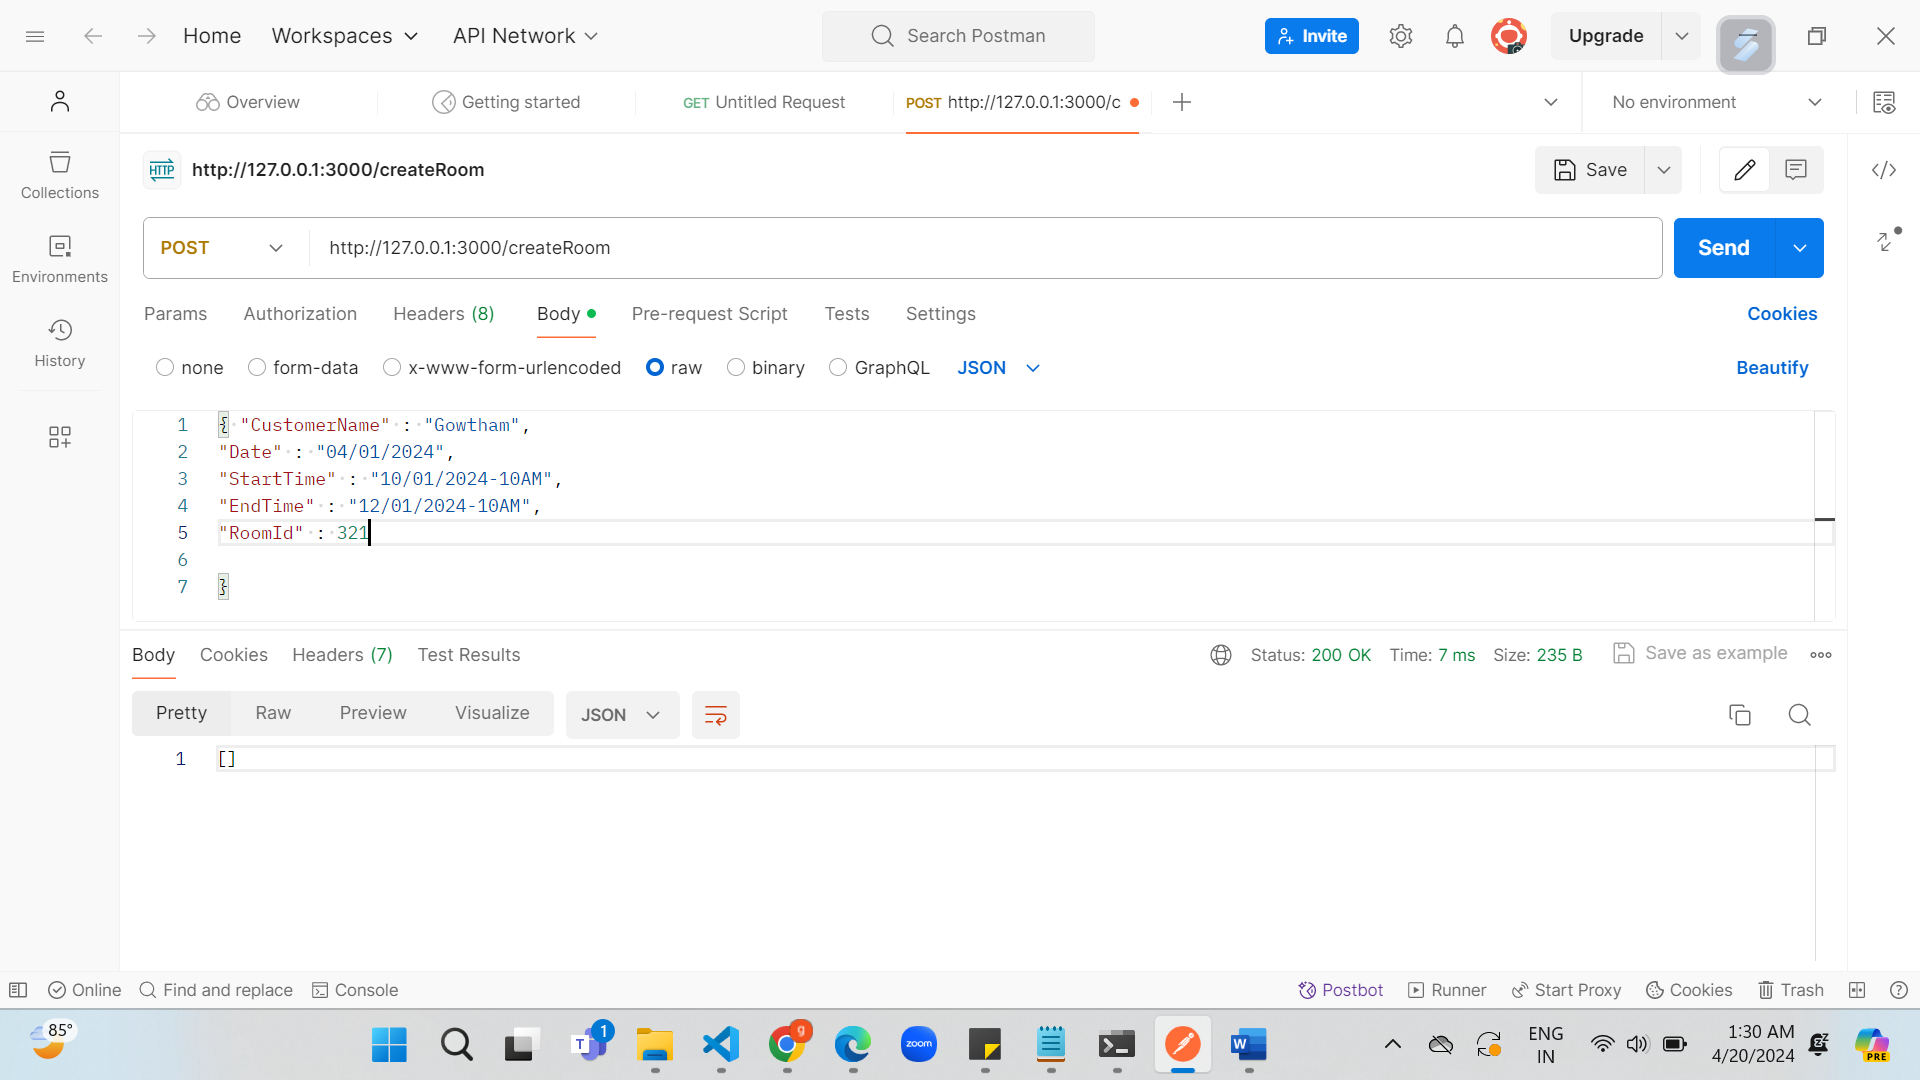 Home
Workspaces
API Network
Search Postman
Invite
Upgrade
Overview
Getting started
GET Untitled Request
POST http://127.0.0.1:3000/c
No environment
Collections
Environments
History
HTTP
http://127.0.0.1:3000/createRoom
Save
POST
http://127.0.0.1:3000/createRoom
Send
Params
Authorization
Headers (8)
Body
Pre-request Script
Tests
Settings
Cookies
none
form-data
x-www-form-urlencoded
raw
binary
GraphQL
JSON
Beautify
1 { "CustomerName" : "Gowtham",
2 "Date" : "04/01/2024",
3 "StartTime" : "10/01/2024-10AM",
4 "EndTime" : "12/01/2024-10AM",
5 "RoomId" : 321
6
7 }
Body
Cookies
Headers (7)
Test Results
Status: 200 OK
Time: 7 ms
Size: 235 B
Save as example
Pretty
Raw
Preview
Visualize
JSON
1 []
Online
Find and replace
Console
Postbot
Runner
Start Proxy
Cookies
Trash
85°
T
1
g
zoom
W
ENG
IN
1:30 AM
4/20/2024
PRE